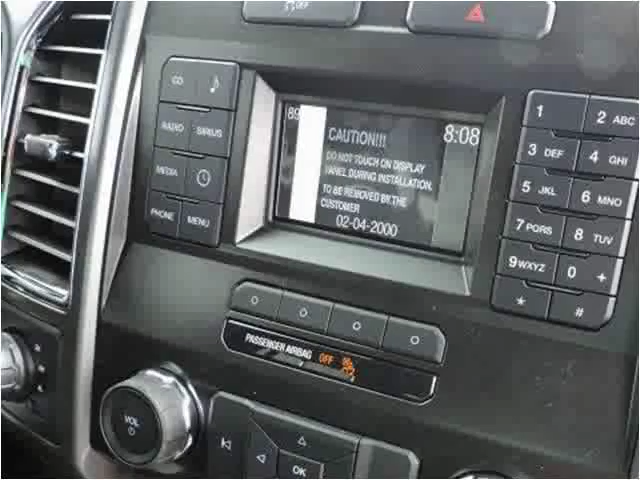 OFF
CD
RADIO SIRIUS
MEDIA
PHONE MENU
89
8:08
CAUTION!!!
DO NOT TOUCH ON DISPLAY
PANEL DURING INSTALLATION.
TO BE REMOVED BY THE
CUSTOMER
02-04-2000
1 2 ABC
3 DEF 4 GHI
5 JKL 6 MNO
7 PQRS 8 TUV
9 WXYZ 0 +
* #
PASSENGER AIRBAG OFF
VOL
OK